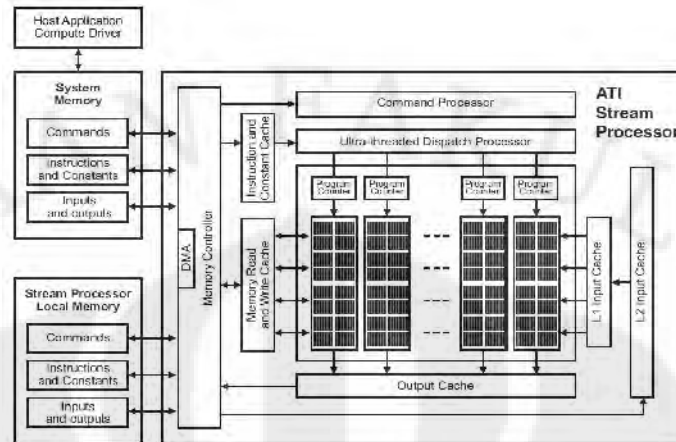 Host Application
Compute Driver
System
Memory
Commands
Instructions
and Constants
Inputs
and outputs
Stream Processor
Local Memory
Commands
Instructions
and Constants
Inputs
and outputs
DMA
Memory Controller
ATI
Stream
Processor
Command Processor
Instruction and
Constant Cache
Ultra-threaded Dispatch Processor
Program
Counter
Program
Counter
Program
Counter
Program
Counter
Memory Read
and Write Cache
L1 Input Cache
L2 Input Cache
Output Cache